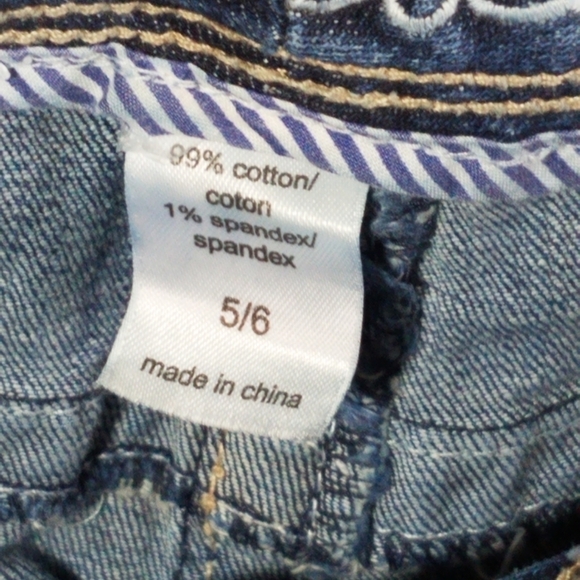 99% cotton/
coton
1% spandex/
spandex
5/6
made in china